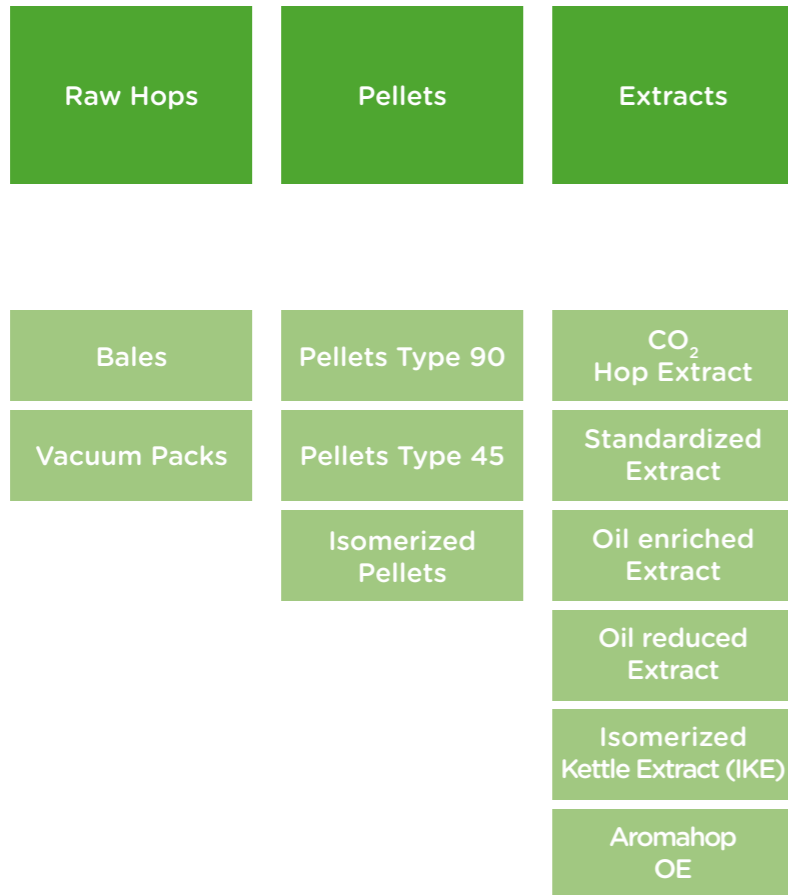 Raw Hops
Pellets
Extracts
Bales
Vacuum Packs
Pellets Type 90
Pellets Type 45
Isomerized
Pellets
CO₂
Hop Extract
Standardized
Extract
Oil enriched
Extract
Oil reduced
Extract
Isomerized
Kettle Extract (IKE)
Aromahop
OE